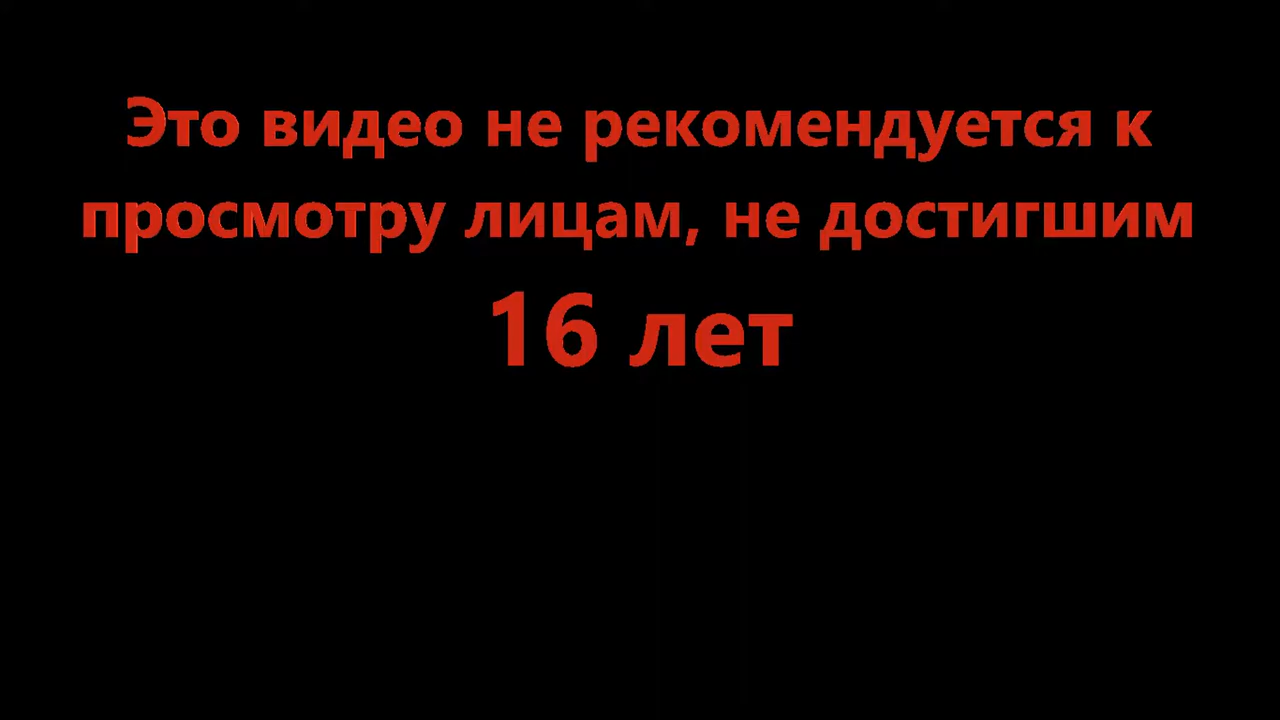 Это видео не рекомендуется к
просмотру лицам, не достигшим
16 лет